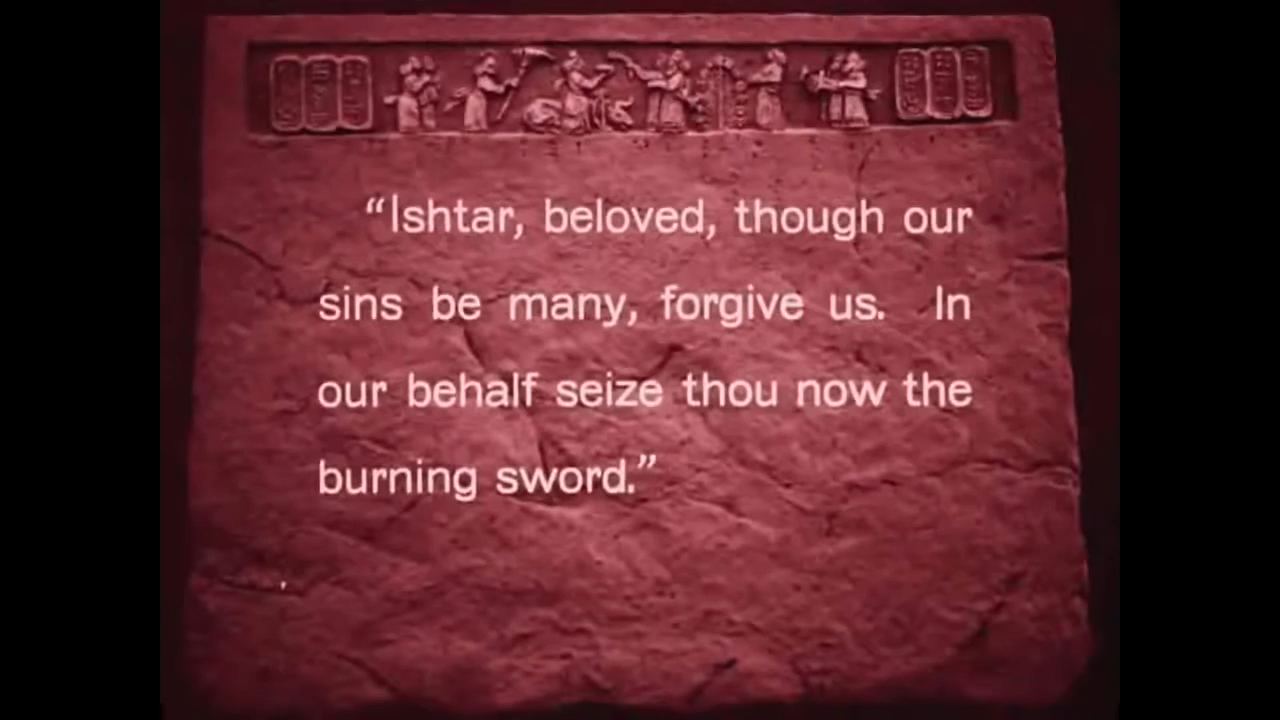 “Ishtar, beloved, though our
sins be many, forgive us. In
our behalf seize thou now the
burning sword.”